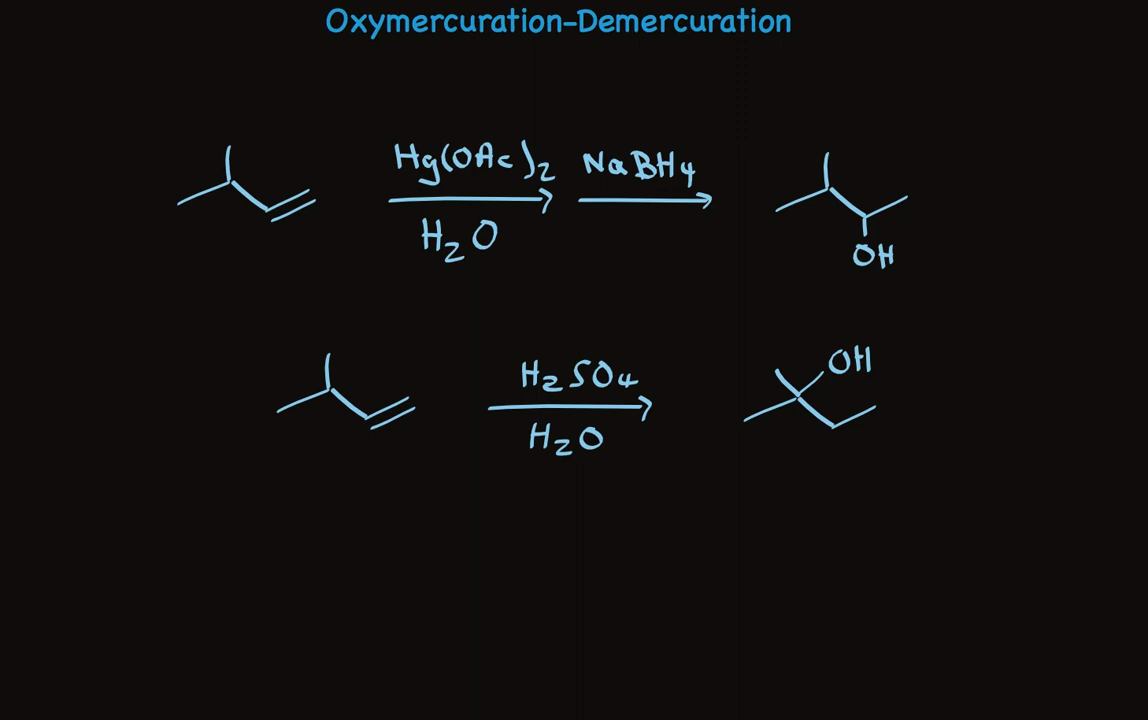 Oxymercuration–Demercuration
Hg(OAc)₂ NaBH₄
H₂O
OH
OH
H₂SO₄
H₂O